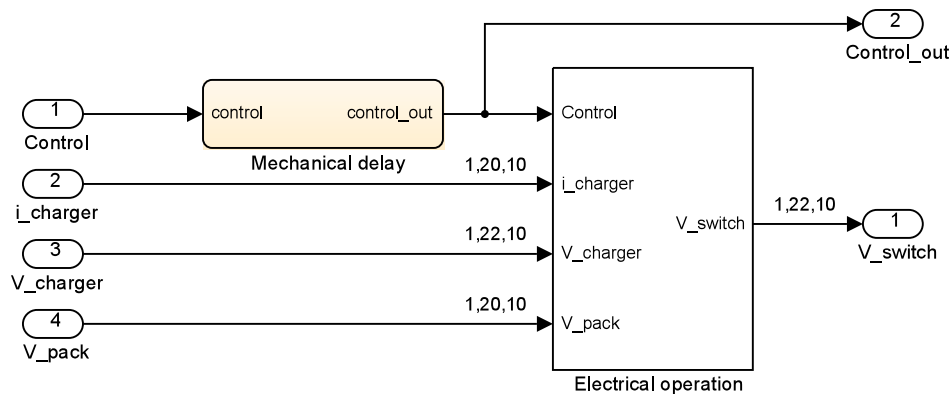 2
Control_out
1
Control
control
control_out
Mechanical delay
Control
2
i_charger
1,20,10
i_charger
3
V_charger
1,22,10
V_charger
4
V_pack
1,20,10
V_pack
V_switch
Electrical operation
1,22,10
1
V_switch